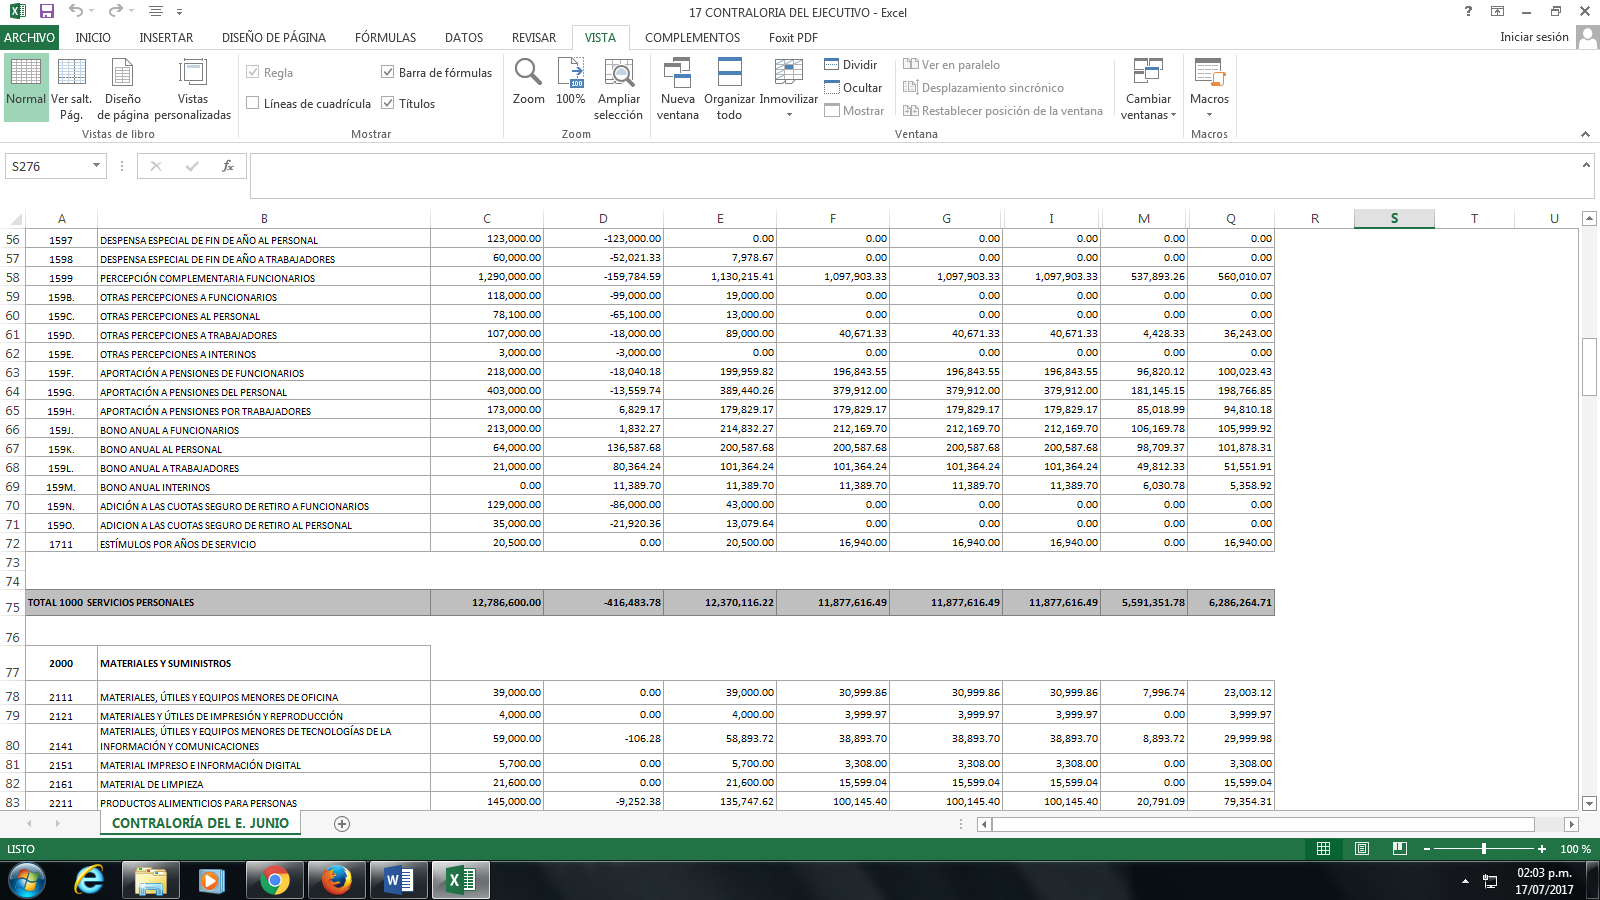 17 CONTRALORIA DEL EJECUTIVO - Excel
ARCHIVO INICIO INSERTAR DISEÑO DE PÁGINA FÓRMULAS DATOS REVISAR VISTA COMPLEMENTOS Foxit PDF Iniciar sesión
Normal Ver salt. Pág. Diseño de página Vistas personalizadas
Vistas de libro
Regla Barra de fórmulas
Líneas de cuadrícula Títulos
Mostrar
Zoom 100% Ampliar selección
Zoom
Nueva ventana Organizar todo Inmovilizar
Dividir
Ocultar
Mostrar
Ver en paralelo
Desplazamiento sincrónico
Restablecer posición de la ventana
Cambiar ventanas
Ventana
Macros
Macros
S276 fx
A B C D E F G I M Q R S T U
56 1597 DESPENSA ESPECIAL DE FIN DE AÑO AL PERSONAL 123,000.00 -123,000.00 0.00 0.00 0.00 0.00 0.00 0.00
57 1598 DESPENSA ESPECIAL DE FIN DE AÑO A TRABAJADORES 60,000.00 -52,021.33 7,978.67 0.00 0.00 0.00 0.00 0.00
58 1599 PERCEPCIÓN COMPLEMENTARIA FUNCIONARIOS 1,290,000.00 -159,784.59 1,130,215.41 1,097,903.33 1,097,903.33 1,097,903.33 537,893.26 560,010.07
59 159B. OTRAS PERCEPCIONES A FUNCIONARIOS 118,000.00 -99,000.00 19,000.00 0.00 0.00 0.00 0.00 0.00
60 159C. OTRAS PERCEPCIONES AL PERSONAL 78,100.00 -65,100.00 13,000.00 0.00 0.00 0.00 0.00 0.00
61 159D. OTRAS PERCEPCIONES A TRABAJADORES 107,000.00 -18,000.00 89,000.00 40,671.33 40,671.33 40,671.33 4,428.33 36,243.00
62 159E. OTRAS PERCEPCIONES A INTERINOS 3,000.00 -3,000.00 0.00 0.00 0.00 0.00 0.00 0.00
63 159F. APORTACIÓN A PENSIONES DE FUNCIONARIOS 218,000.00 -18,040.18 199,959.82 196,843.55 196,843.55 196,843.55 96,820.12 100,023.43
64 159G. APORTACIÓN A PENSIONES DEL PERSONAL 403,000.00 -13,559.74 389,440.26 379,912.00 379,912.00 379,912.00 181,145.15 198,766.85
65 159H. APORTACIÓN A PENSIONES POR TRABAJADORES 173,000.00 6,829.17 179,829.17 179,829.17 179,829.17 179,829.17 85,018.99 94,810.18
66 159J. BONO ANUAL A FUNCIONARIOS 213,000.00 1,832.27 214,832.27 212,169.70 212,169.70 212,169.70 106,169.78 105,999.92
67 159K. BONO ANUAL AL PERSONAL 64,000.00 136,587.68 200,587.68 200,587.68 200,587.68 200,587.68 98,709.37 101,878.31
68 159L. BONO ANUAL A TRABAJADORES 21,000.00 80,364.24 101,364.24 101,364.24 101,364.24 101,364.24 49,812.33 51,551.91
69 159M. BONO ANUAL INTERINOS 0.00 11,389.70 11,389.70 11,389.70 11,389.70 11,389.70 6,030.78 5,358.92
70 159N. ADICIÓN A LAS CUOTAS SEGURO DE RETIRO A FUNCIONARIOS 129,000.00 -86,000.00 43,000.00 0.00 0.00 0.00 0.00 0.00
71 159O. ADICION A LAS CUOTAS SEGURO DE RETIRO AL PERSONAL 35,000.00 -21,920.36 13,079.64 0.00 0.00 0.00 0.00 0.00
72 1711 ESTÍMULOS POR AÑOS DE SERVICIO 20,500.00 0.00 20,500.00 16,940.00 16,940.00 16,940.00 0.00 16,940.00
73
74
75 TOTAL 1000 SERVICIOS PERSONALES 12,786,600.00 -416,483.78 12,370,116.22 11,877,616.49 11,877,616.49 11,877,616.49 5,591,351.78 6,286,264.71
76
77 2000 MATERIALES Y SUMINISTROS
78 2111 MATERIALES, ÚTILES Y EQUIPOS MENORES DE OFICINA 39,000.00 0.00 39,000.00 30,999.86 30,999.86 30,999.86 7,996.74 23,003.12
79 2121 MATERIALES Y ÚTILES DE IMPRESIÓN Y REPRODUCCIÓN 4,000.00 0.00 4,000.00 3,999.97 3,999.97 3,999.97 0.00 3,999.97
80 2141 MATERIALES, ÚTILES Y EQUIPOS MENORES DE TECNOLOGÍAS DE LA INFORMACIÓN Y COMUNICACIONES 59,000.00 -106.28 58,893.72 38,893.70 38,893.70 38,893.70 8,893.72 29,999.98
81 2151 MATERIAL IMPRESO E INFORMACIÓN DIGITAL 5,700.00 0.00 5,700.00 3,308.00 3,308.00 3,308.00 0.00 3,308.00
82 2161 MATERIAL DE LIMPIEZA 21,600.00 0.00 21,600.00 15,599.04 15,599.04 15,599.04 0.00 15,599.04
83 2211 PRODUCTOS ALIMENTICIOS PARA PERSONAS 145,000.00 -9,252.38 135,747.62 100,145.40 100,145.40 100,145.40 20,791.09 79,354.31
CONTRALORÍA DEL E. JUNIO
LISTO 100 %
02:03 p.m.
17/07/2017